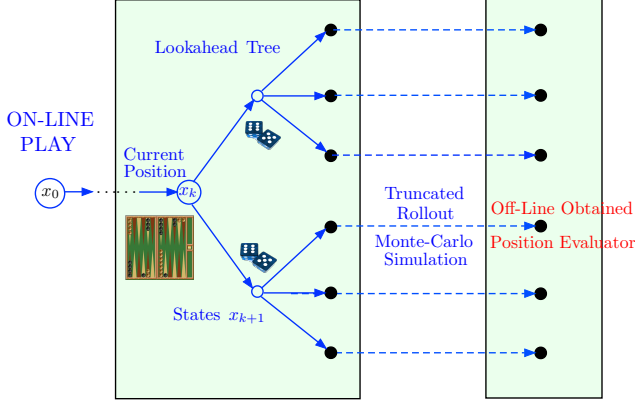 Lookahead Tree
ON-LINE
PLAY
Current
Position
x₀
xₖ
States xₖ₊₁
Truncated
Rollout
Monte-Carlo
Simulation
Off-Line Obtained
Position Evaluator